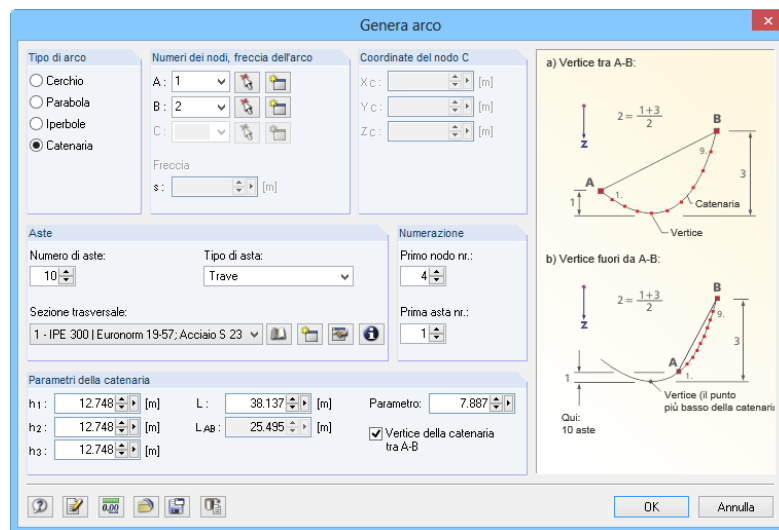 Genera arco
Tipo di arco
Cerchio
Parabola
Iperbole
Catenaria
Numeri dei nodi, freccia dell'arco
A: 1
B: 2
C:
Freccia
s: [m]
Coordinate del nodo C
XC: [m]
YC: [m]
ZC: [m]
Aste
Numero di aste:
10
Tipo di asta:
Trave
Sezione trasversale:
1 - IPE 300 | Euronorm 19-57; Acciaio S 23
Numerazione
Primo nodo nr.:
4
Prima asta nr.:
1
Parametri della catenaria
h1: 12.748 [m]
h2: 12.748 [m]
h3: 12.748 [m]
L: 38.137 [m]
LAB: 25.495 [m]
Parametro: 7.887
Vertice della catenaria
tra A-B
a) Vertice tra A-B:
2 = 1+3 / 2
Z
B
9.
A
1.
1
3
Catenaria
Vertice
b) Vertice fuori da A-B:
2 = 1+3 / 2
Z
B
9.
A
1.
1
3
Vertice (il punto
più basso della catenaria
Qui:
10 aste
0.00
OK
Annulla